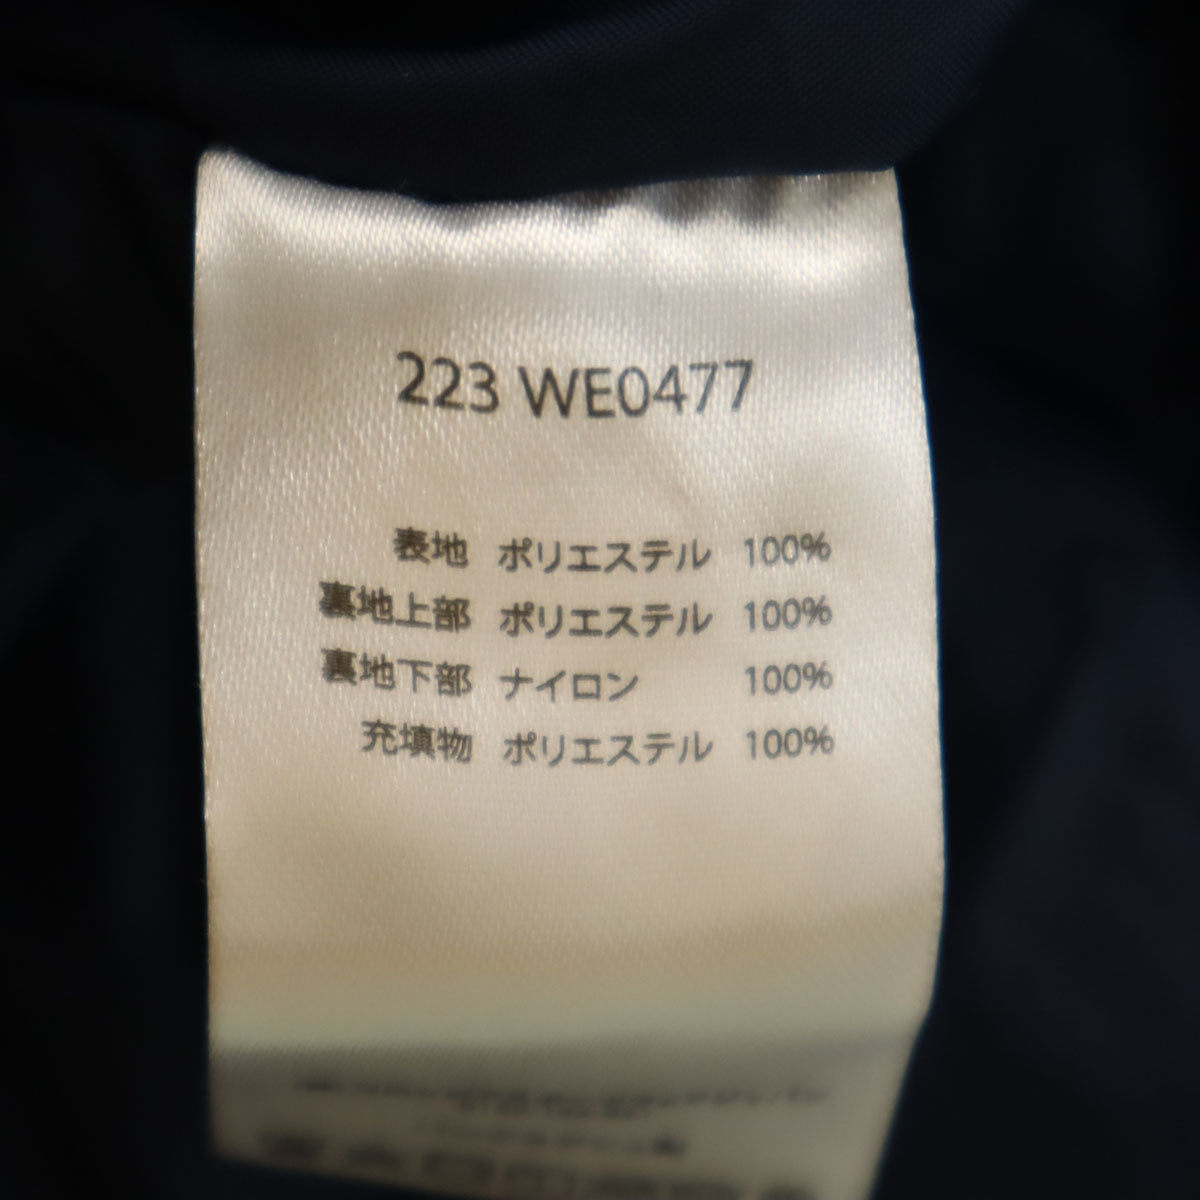 223 WE0477
表地 ポリエステル 100%
裏地上部 ポリエステル 100%
裏地下部 ナイロン 100%
充填物 ポリエステル 100%